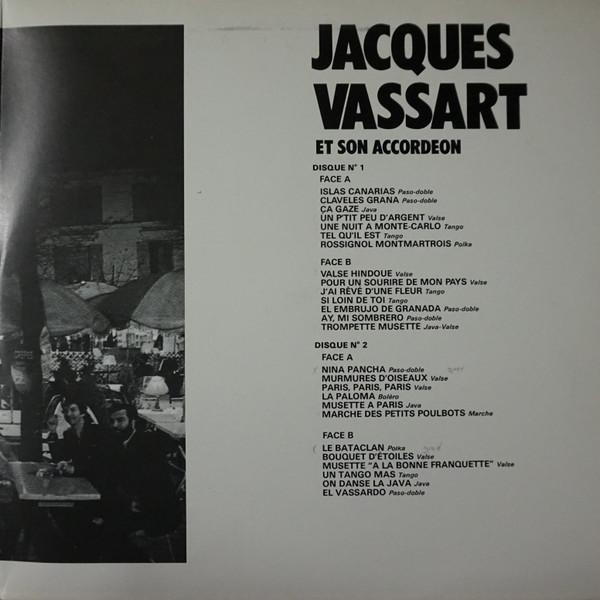 JACQUES
VASSART
ET SON ACCORDEON
DISQUE N° 1
FACE A
ISLAS CANARIAS Paso-doble
CLAVELES GRANA Paso-doble
ÇA GAZE Java
UN P'TIT PEU D'ARGENT Valse
UNE NUIT A MONTE-CARLO Tango
TEL QU'IL EST Tango
ROSSIGNOL MONTMARTROIS Polka
FACE B
VALSE HINDOUE Valse
POUR UN SOURIRE DE MON PAYS Valse
J'AI RÊVÉ D'UNE FLEUR Tango
SI LOIN DE TOI Tango
EL EMBRUJO DE GRANADA Paso-doble
AY, MI SOMBRERO Paso-doble
TROMPETTE MUSETTE Java-Valse
DISQUE N° 2
FACE A
NINA PANCHA Paso-doble
MURMURES D'OISEAUX Valse
PARIS, PARIS, PARIS Valse
LA PALOMA Boléro
MUSETTE A PARIS Java
MARCHE DES PETITS POULBOTS Marche
FACE B
LE BATACLAN Polka
BOUQUET D'ÉTOILES Valse
MUSETTE "A LA BONNE FRANQUETTE" Valse
UN TANGO MAS Tango
ON DANSE LA JAVA Java
EL VASSARDO Paso-doble